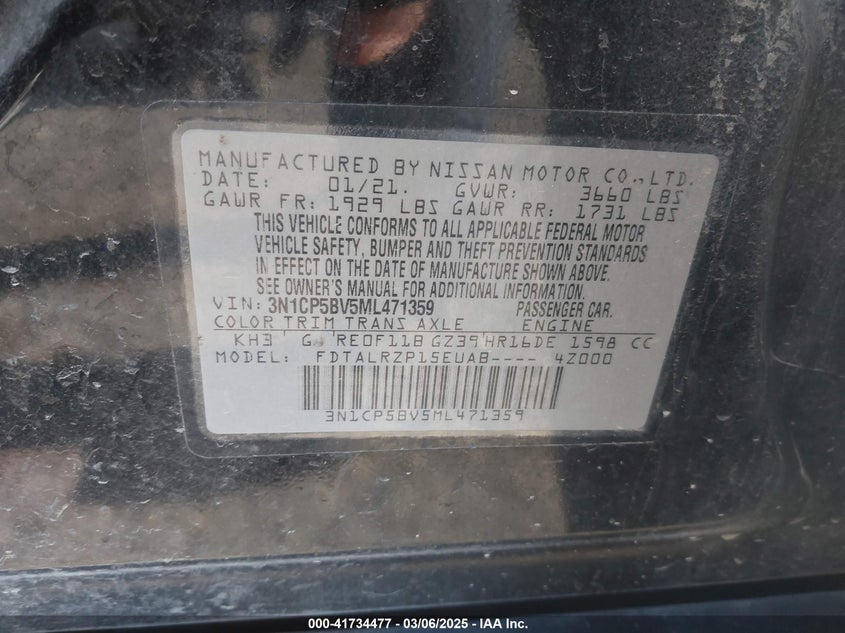 MANUFACTURED BY NISSAN MOTOR CO., LTD.
DATE: 01/21. GVWR: 3660 LBS
GAWR FR: 1929 LBS GAWR RR: 1731 LBS
THIS VEHICLE CONFORMS TO ALL APPLICABLE FEDERAL MOTOR
VEHICLE SAFETY, BUMPER AND THEFT PREVENTION STANDARDS
IN EFFECT ON THE DATE OF MANUFACTURE SHOWN ABOVE.
SEE OWNER'S MANUAL FOR ADDITIONAL INFORMATION.
VIN: 3N1CP5BV5ML471359 PASSENGER CAR.
COLOR TRIM TRANS AXLE ENGINE
KH3 G RE0F11B GZ39 HR16DE 1598 CC
MODEL: FDTALRZP15EUAB---- 4Z000
3N1CP5BV5ML471359
000-41734477 — 03/06/2025 — IAA Inc.